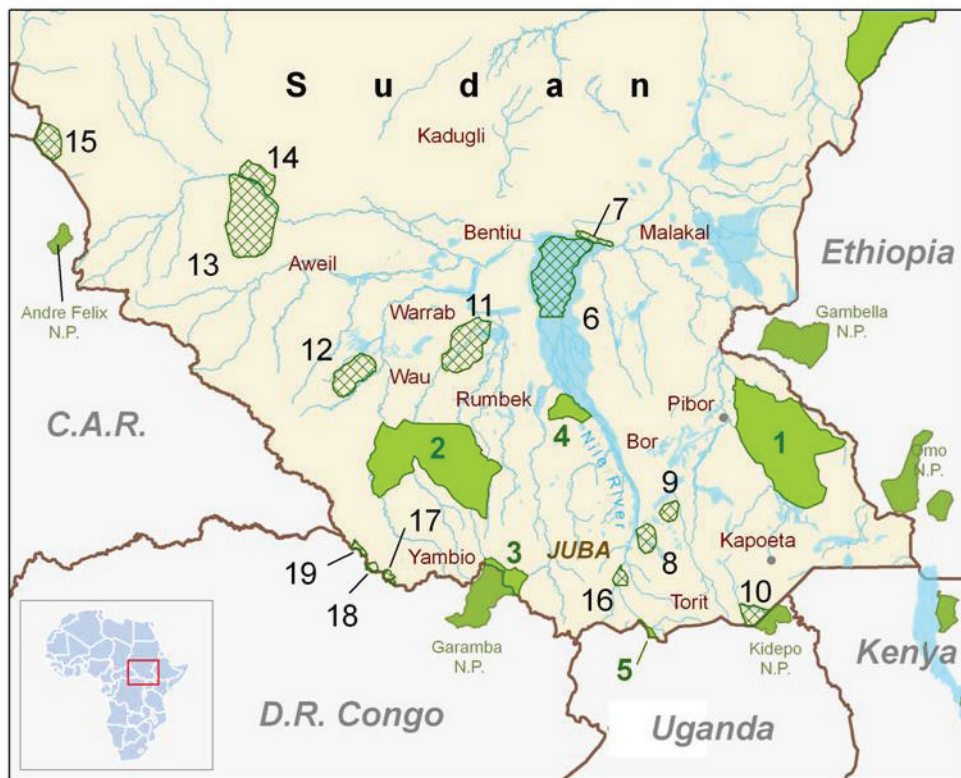 S u d a n
Kadugli
15
14
7
Bentiu
Malakal
Ethiopia
13
Aweil
Andre Felix
N.P.
Warrab
11
6
Gambella
N.P.
12
Wau
Rumbek
Pibor
C.A.R.
2
4
Bor
1
Omo
N.P.
Nile River
9
17
Yambio
3
JUBA
8
Kapoeta
19
18
16
Torit
10
Garamba
N.P.
5
Kidepo
N.P.
Kenya
D.R. Congo
Uganda